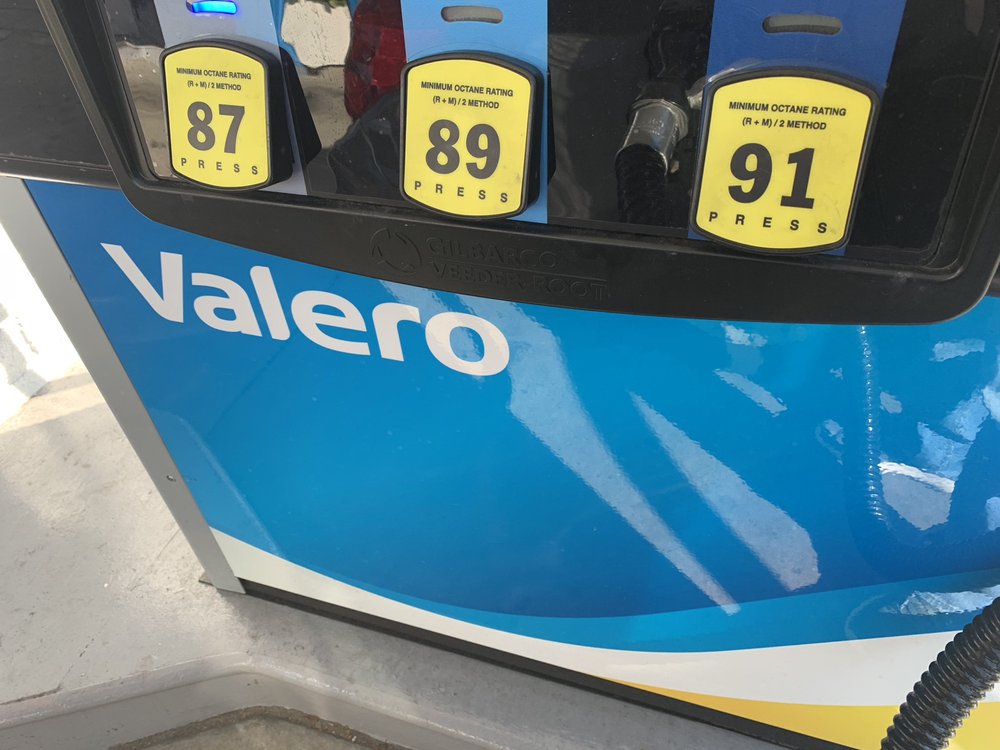 MINIMUM OCTANE RATING
(R + M) / 2 METHOD
87
PRESS
MINIMUM OCTANE RATING
(R + M) / 2 METHOD
89
PRESS
MINIMUM OCTANE RATING
(R + M) / 2 METHOD
91
PRESS
GILBARCO
VEEDER-ROOT
Valero